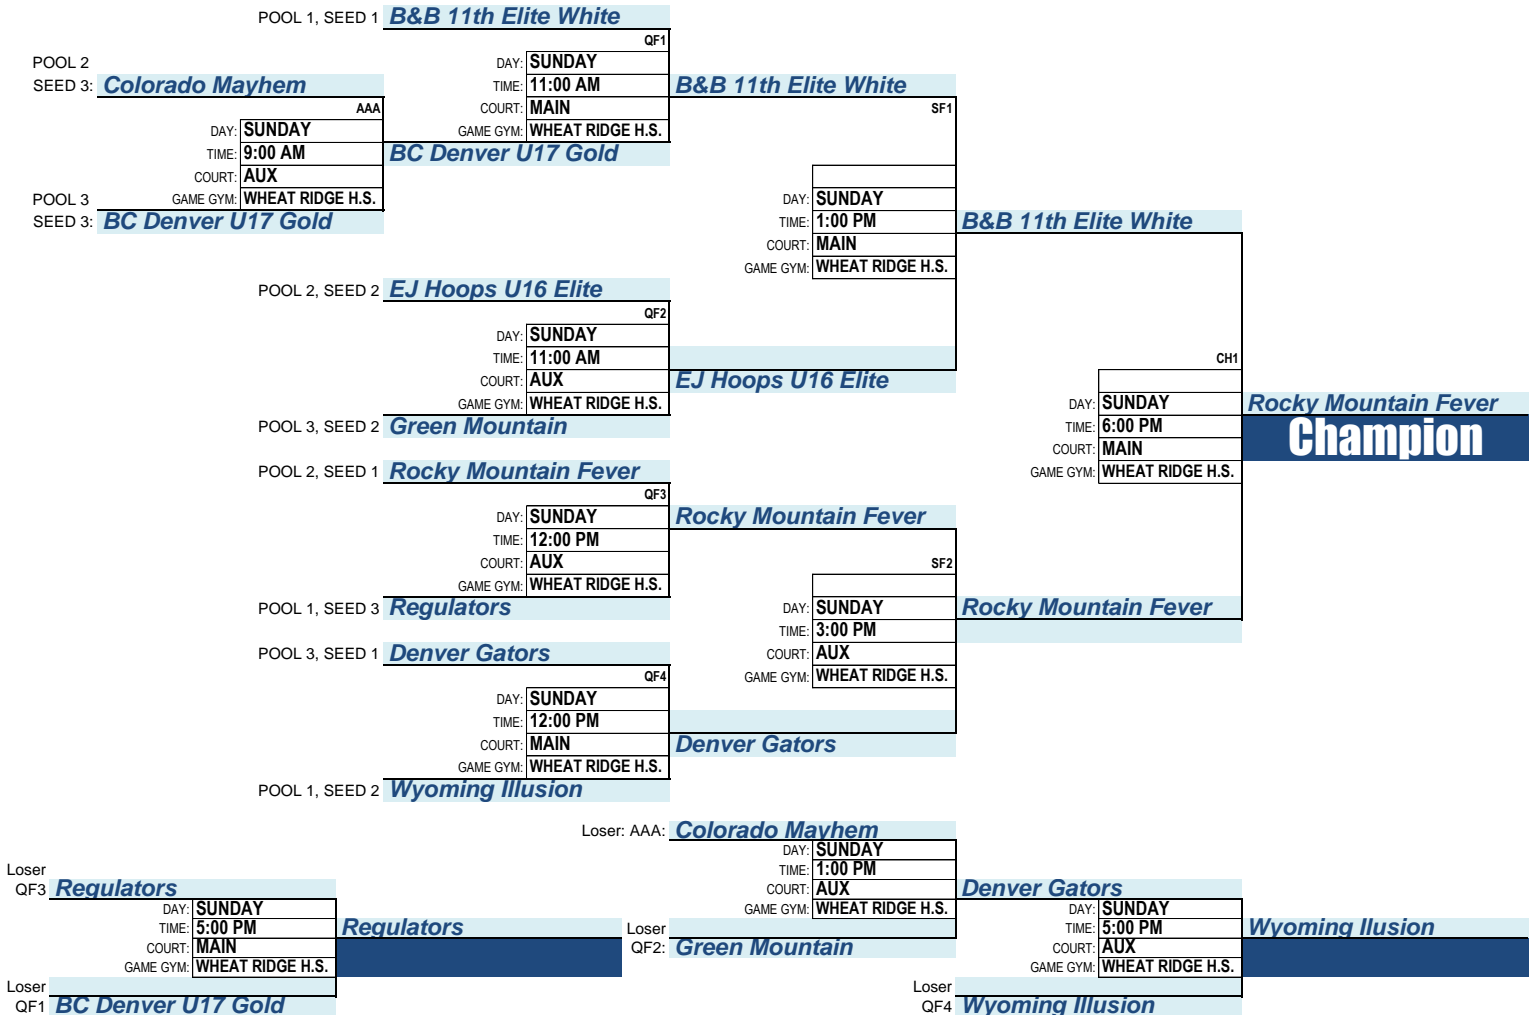 POOL 1, SEED 1 B&B 11th Elite White
QF1
POOL 2
DAY: SUNDAY
SEED 3: Colorado Mayhem
TIME: 11:00 AM
B&B 11th Elite White
AAA
COURT: MAIN
SF1
DAY: SUNDAY
GAME GYM: WHEAT RIDGE H.S.
TIME: 9:00 AM
BC Denver U17 Gold
COURT: AUX
POOL 3
GAME GYM: WHEAT RIDGE H.S.
DAY: SUNDAY
SEED 3: BC Denver U17 Gold
TIME: 1:00 PM
B&B 11th Elite White
COURT: MAIN
GAME GYM: WHEAT RIDGE H.S.
POOL 2, SEED 2 EJ Hoops U16 Elite
QF2
DAY: SUNDAY
TIME: 11:00 AM
CH1
COURT: AUX
EJ Hoops U16 Elite
GAME GYM: WHEAT RIDGE H.S.
DAY: SUNDAY
Rocky Mountain Fever
POOL 3, SEED 2 Green Mountain
TIME: 6:00 PM
Champion
COURT: MAIN
POOL 2, SEED 1 Rocky Mountain Fever
GAME GYM: WHEAT RIDGE H.S.
QF3
DAY: SUNDAY
Rocky Mountain Fever
TIME: 12:00 PM
COURT: AUX
SF2
GAME GYM: WHEAT RIDGE H.S.
POOL 1, SEED 3 Regulators
DAY: SUNDAY
Rocky Mountain Fever
TIME: 3:00 PM
POOL 3, SEED 1 Denver Gators
COURT: AUX
QF4
GAME GYM: WHEAT RIDGE H.S.
DAY: SUNDAY
TIME: 12:00 PM
COURT: MAIN
Denver Gators
GAME GYM: WHEAT RIDGE H.S.
POOL 1, SEED 2 Wyoming Illusion
Loser: AAA: Colorado Mayhem
DAY: SUNDAY
Loser
TIME: 1:00 PM
QF3 Regulators
COURT: AUX
Denver Gators
DAY: SUNDAY
GAME GYM: WHEAT RIDGE H.S.
DAY: SUNDAY
TIME: 5:00 PM
Regulators
Loser
TIME: 5:00 PM
Wyoming Ilusion
COURT: MAIN
QF2: Green Mountain
COURT: AUX
GAME GYM: WHEAT RIDGE H.S.
GAME GYM: WHEAT RIDGE H.S.
Loser
Loser
QF1 BC Denver U17 Gold
QF4 Wyoming Illusion